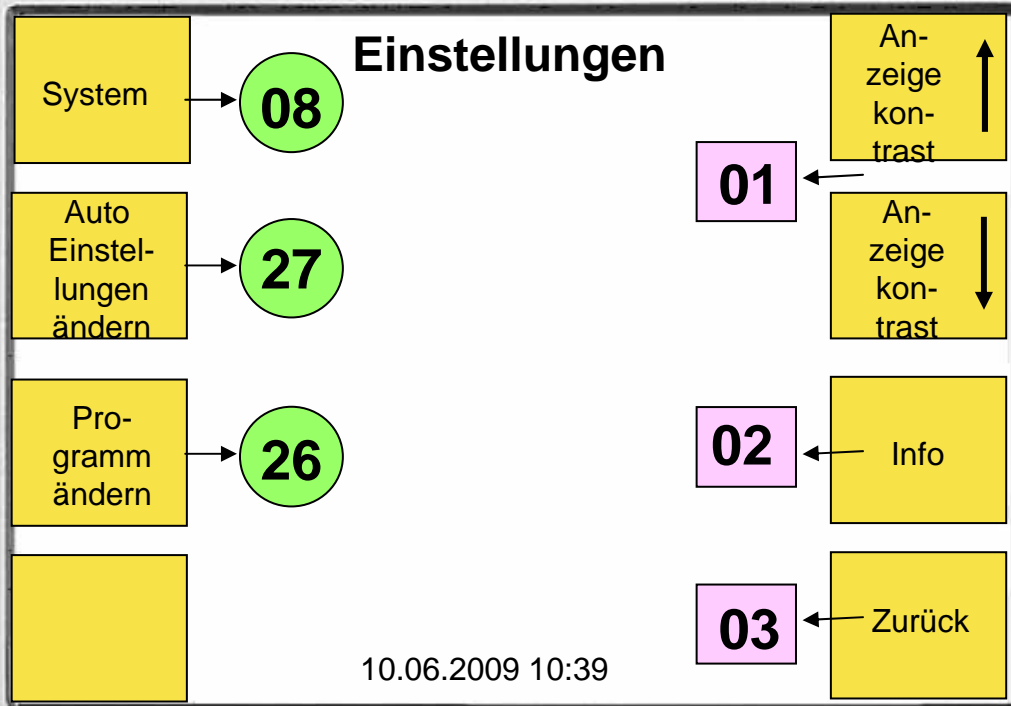 Einstellungen
System
08
Auto
Einstel-
lungen
ändern
27
Pro-
gramm
ändern
26
An-
zeige
kon-
trast
01
An-
zeige
kon-
trast
02
Info
03
Zurück
10.06.2009 10:39